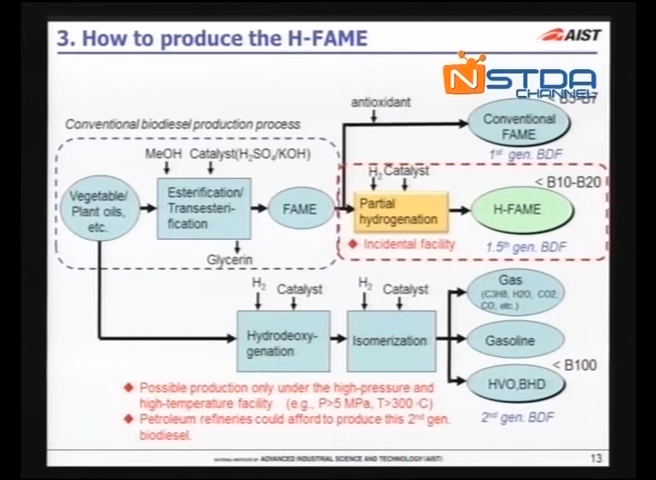 3. How to produce the H-FAME
AIST
NSTDA
CHANNEL
< B5-B7
antioxidant
Conventional biodiesel production process
Conventional
FAME
1st gen. BDF
MeOH Catalyst(H2SO4/KOH)
H2 Catalyst
< B10-B20
Vegetable/
Plant oils,
etc.
Esterification/
Transesteri-
fication
FAME
Partial
hydrogenation
H-FAME
Incidental facility
1.5th gen. BDF
Glycerin
H2 Catalyst
H2 Catalyst
Gas
(C3H8, H2O, CO2,
CO, etc.)
Hydrodeoxy-
genation
Isomerization
Gasoline
< B100
HVO,BHD
2nd gen. BDF
Possible production only under the high-pressure and
high-temperature facility (e.g., P>5 MPa, T>300 °C)
Petroleum refineries could afford to produce this 2nd gen.
biodiesel.
NATIONAL INSTITUTE OF ADVANCED INDUSTRIAL SCIENCE AND TECHNOLOGY (AIST)
13